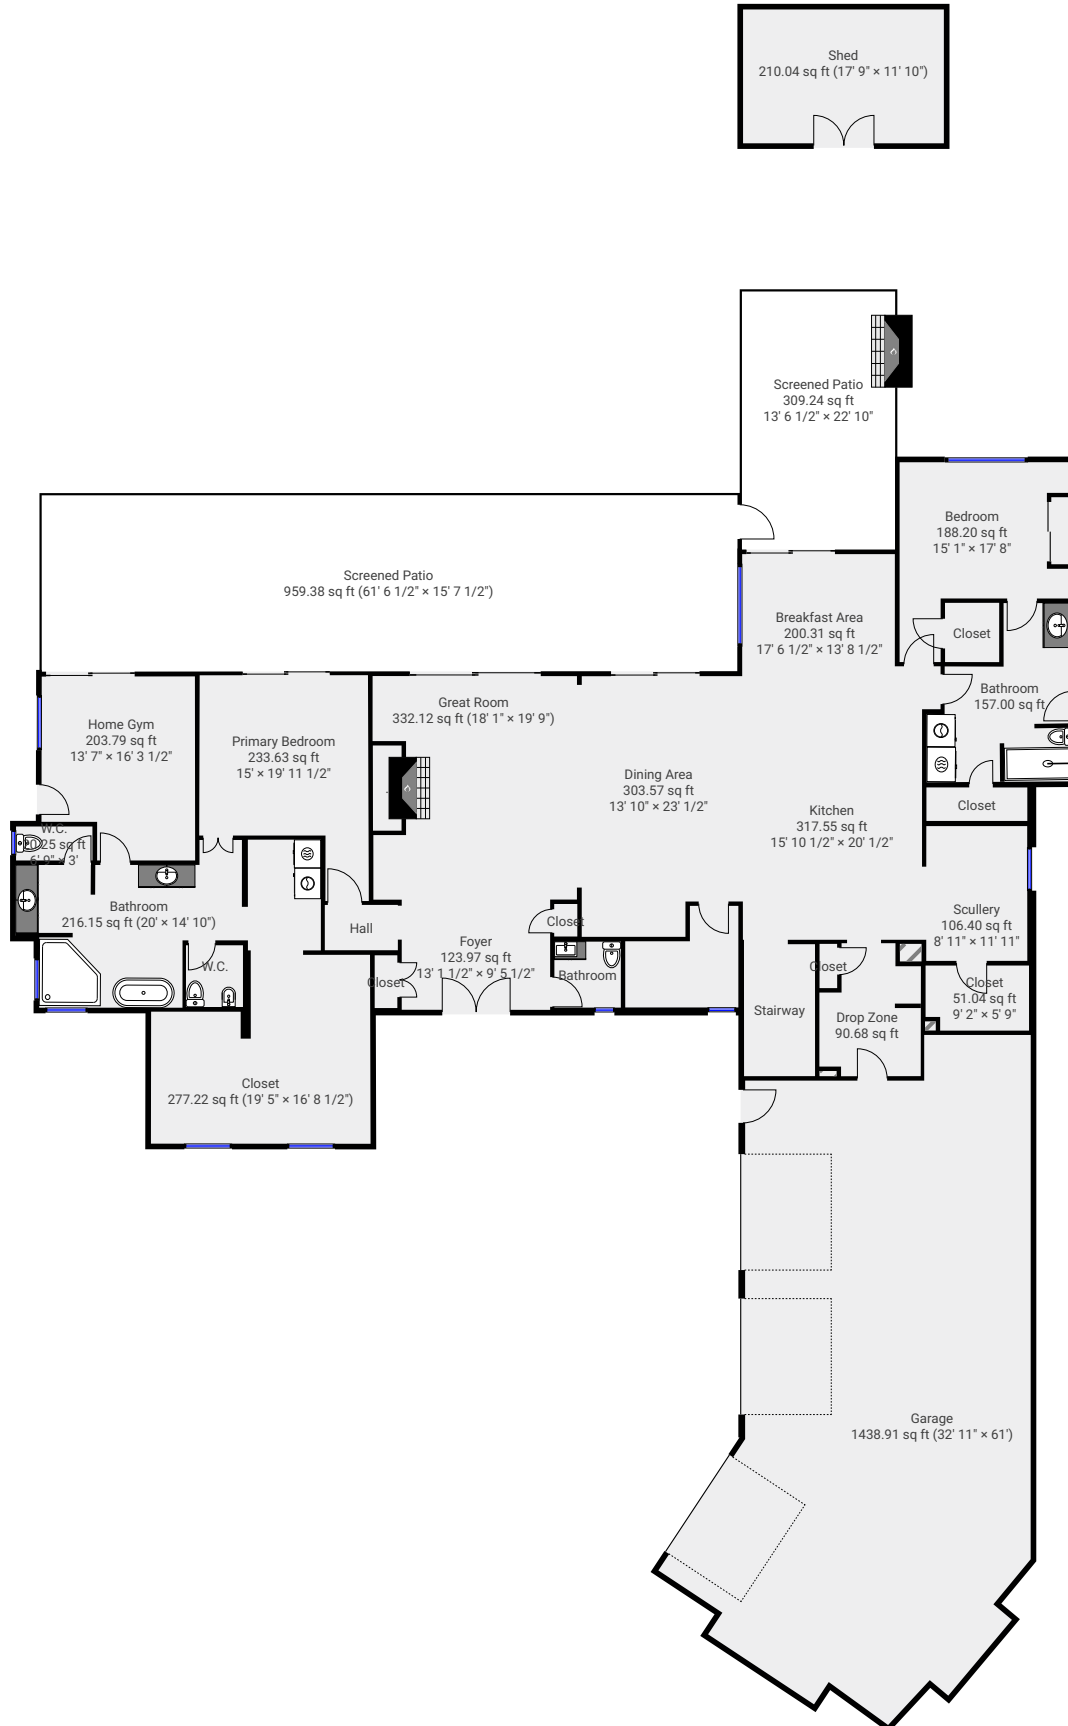 Shed
210.04 sq ft (17' 9" × 11' 10")
Screened Patio
309.24 sq ft
13' 6 1/2" × 22' 10"
Bedroom
188.20 sq ft
15' 1" × 17' 8"
Screened Patio
959.38 sq ft (61' 6 1/2" × 15' 7 1/2")
Breakfast Area
200.31 sq ft
17' 6 1/2" × 13' 8 1/2"
Closet
Bathroom
157.00 sq ft
Great Room
332.12 sq ft (18' 1" × 19' 9")
Home Gym
203.79 sq ft
13' 7" × 16' 3 1/2"
Primary Bedroom
233.63 sq ft
15' × 19' 11 1/2"
Dining Area
303.57 sq ft
13' 10" × 23' 1/2"
Kitchen
317.55 sq ft
15' 10 1/2" × 20' 1/2"
Closet
W.C.
sq ft
6' 9" × 3'
Bathroom
216.15 sq ft (20' × 14' 10")
Hall
Closet
Scullery
106.40 sq ft
8' 11" × 11' 11"
Foyer
123.97 sq ft
13' 1 1/2" × 9' 5 1/2"
W.C.
Closet
Bathroom
Closet
Closet
51.04 sq ft
9' 2" × 5' 9"
Stairway
Drop Zone
90.68 sq ft
Closet
277.22 sq ft (19' 5" × 16' 8 1/2")
Garage
1438.91 sq ft (32' 11" × 61')